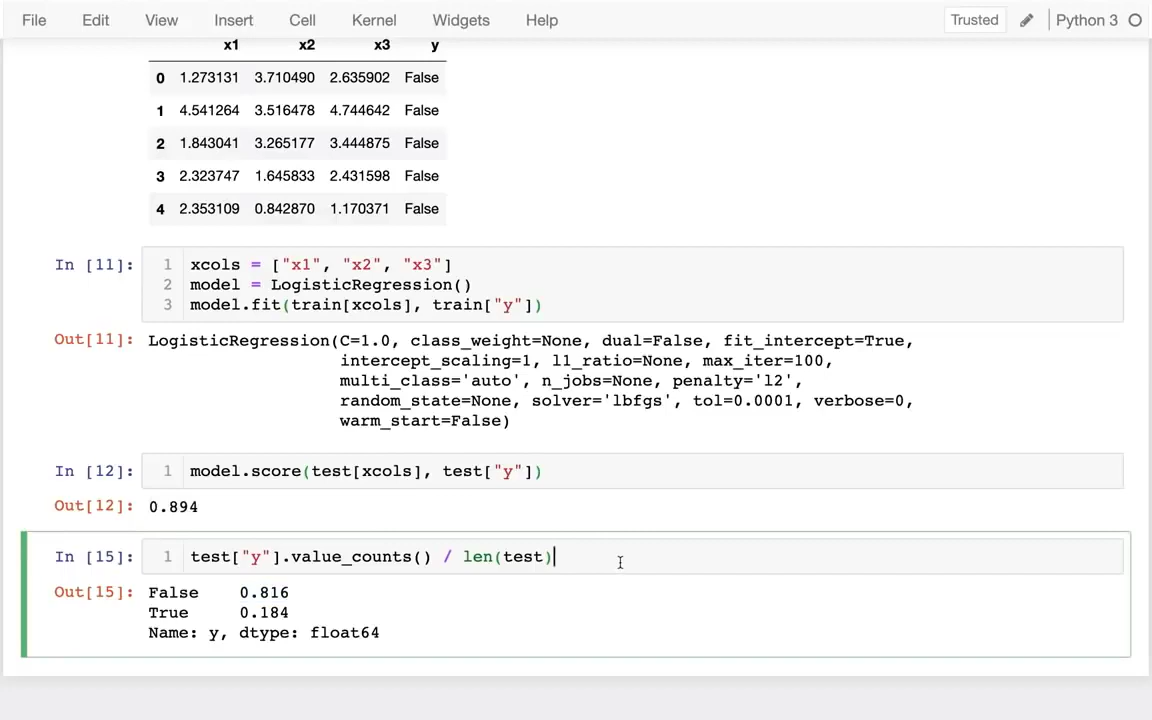 File Edit View Insert Cell Kernel Widgets Help Trusted Python 3
x1 x2 x3 y
0 1.273131 3.710490 2.635902 False
1 4.541264 3.516478 4.744642 False
2 1.843041 3.265177 3.444875 False
3 2.323747 1.645833 2.431598 False
4 2.353109 0.842870 1.170371 False
In [11]: 1 xcols = ["x1", "x2", "x3"]
2 model = LogisticRegression()
3 model.fit(train[xcols], train["y"])
Out[11]: LogisticRegression(C=1.0, class_weight=None, dual=False, fit_intercept=True,
intercept_scaling=1, l1_ratio=None, max_iter=100,
multi_class='auto', n_jobs=None, penalty='l2',
random_state=None, solver='lbfgs', tol=0.0001, verbose=0,
warm_start=False)
In [12]: 1 model.score(test[xcols], test["y"])
Out[12]: 0.894
In [15]: 1 test["y"].value_counts() / len(test)
Out[15]: False 0.816
True 0.184
Name: y, dtype: float64